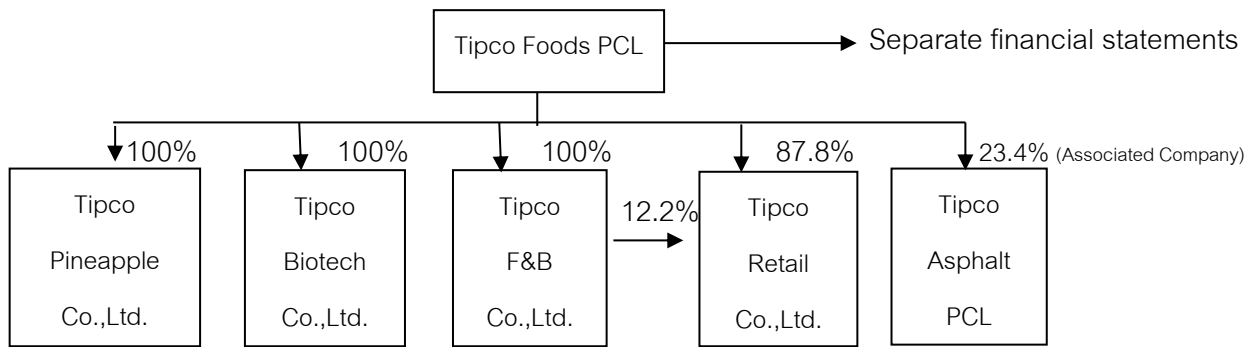 Tipco Foods PCL
Separate financial statements
100%
100%
100%
87.8%
23.4% (Associated Company)
Tipco
Pineapple
Co.,Ltd.
Tipco
Biotech
Co.,Ltd.
Tipco
F&B
Co.,Ltd.
12.2%
Tipco
Retail
Co.,Ltd.
Tipco
Asphalt
PCL